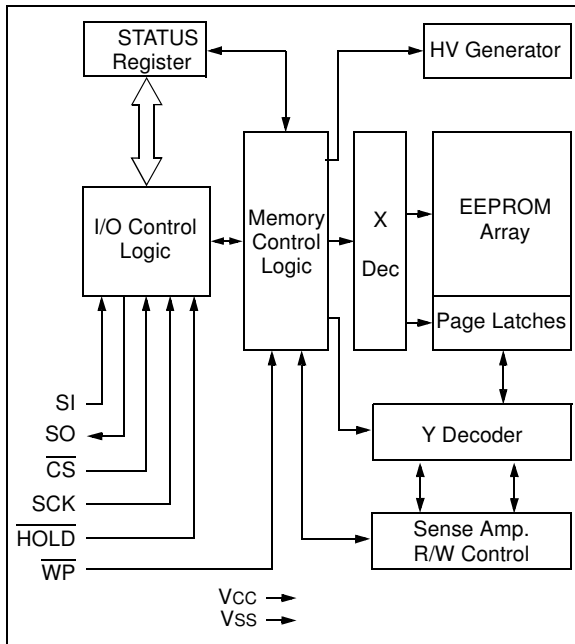 STATUS
Register
HV Generator
I/O Control
Logic
Memory
Control
Logic
X
Dec
EEPROM
Array
Page Latches
Y Decoder
Sense Amp.
R/W Control
SI
SO
CS
SCK
HOLD
WP
VCC
VSS